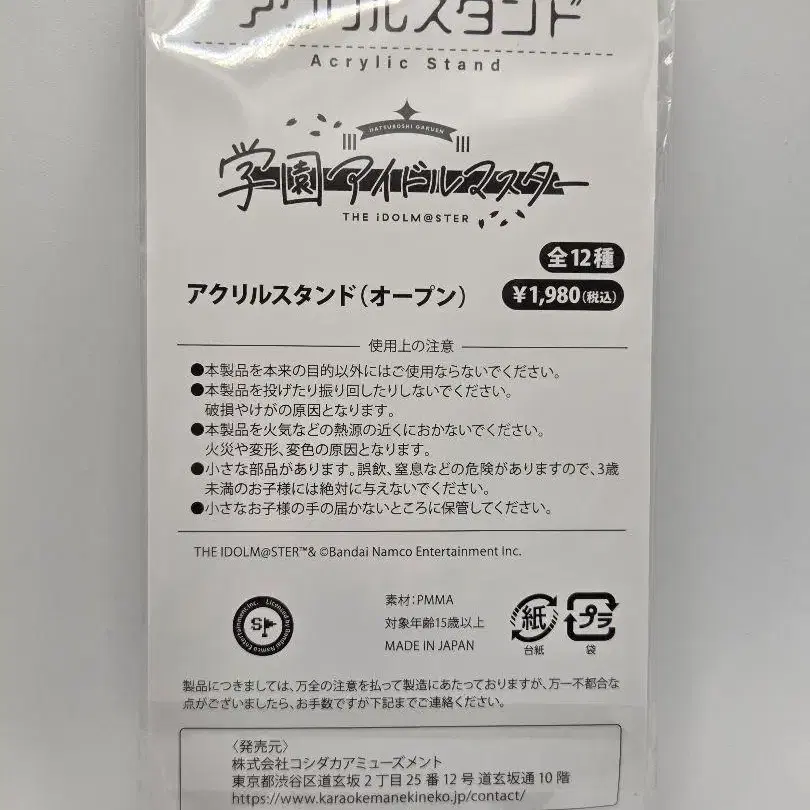 アクリルスタンド
Acrylic Stand
HATSUBOSHI GAKUEN
学園アイドルマスター
THE iDOLM@STER
全12種
アクリルスタンド(オープン)
¥1,980(税込)
使用上の注意
●本製品を本来の目的以外にはご使用ならないでください。
●本製品を投げたり振り回したりしないでください。
破損やけがの原因となります。
●本製品を火気などの熱源の近くにおかないでください。
火災や変形、変色の原因となります。
●小さな部品があります。誤飲、窒息などの危険がありますので、3歳
未満のお子様には絶対に与えないでください。
●小さなお子様の手の届かないところに保管してください。
THE IDOLM@STER™& ©Bandai Namco Entertainment Inc.
Licensed by Bandai Namco Entertainment Inc.
S
素材:PMMA
対象年齢15歳以上
MADE IN JAPAN
紙
台紙
プラ
袋
製品につきましては、万全の注意を払って製造にあたっておりますが、万一不都合な
点がございましたら、お手数ですが下記までご連絡ください。
〈発売元〉
株式会社コシダカアミューズメント
東京都渋谷区道玄坂2丁目25番12号 道玄坂通10階
https://www.karaokemanekineko.jp/contact/